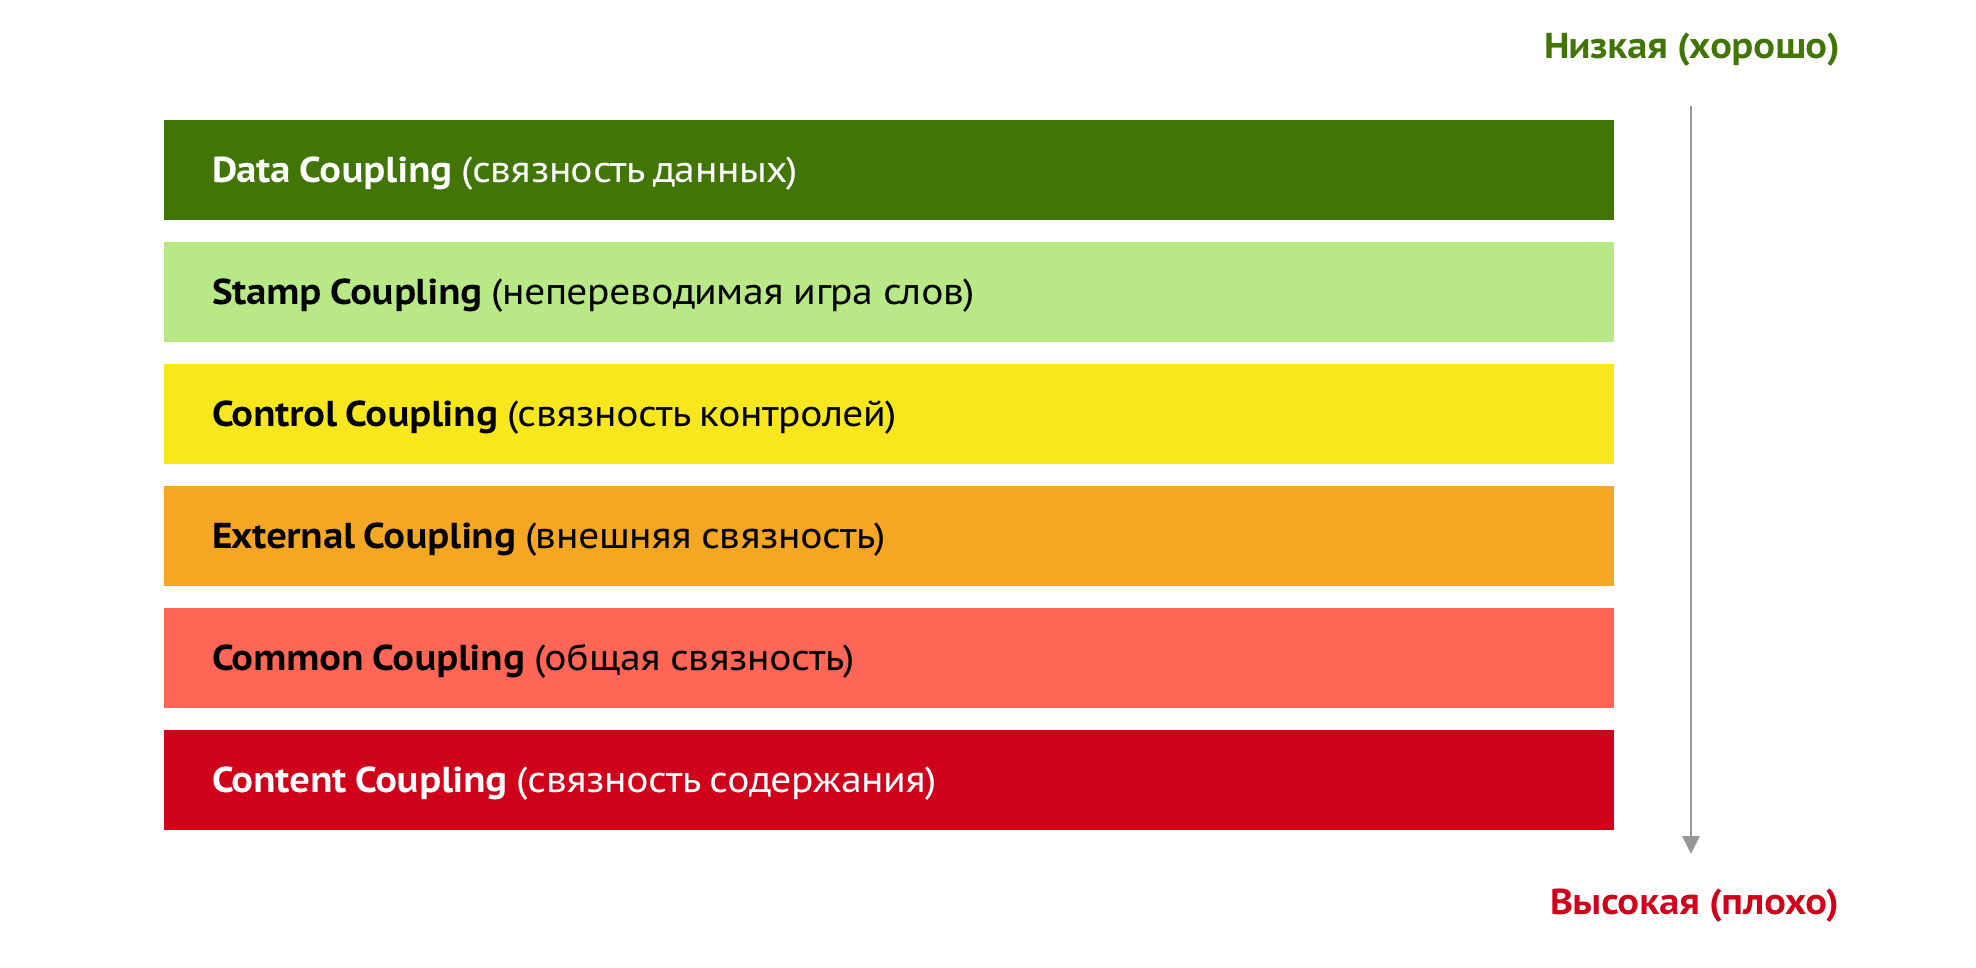 Низкая (хорошо)
Data Coupling (связность данных)
Stamp Coupling (непереводимая игра слов)
Control Coupling (связность контролей)
External Coupling (внешняя связность)
Common Coupling (общая связность)
Content Coupling (связность содержания)
Высокая (плохо)